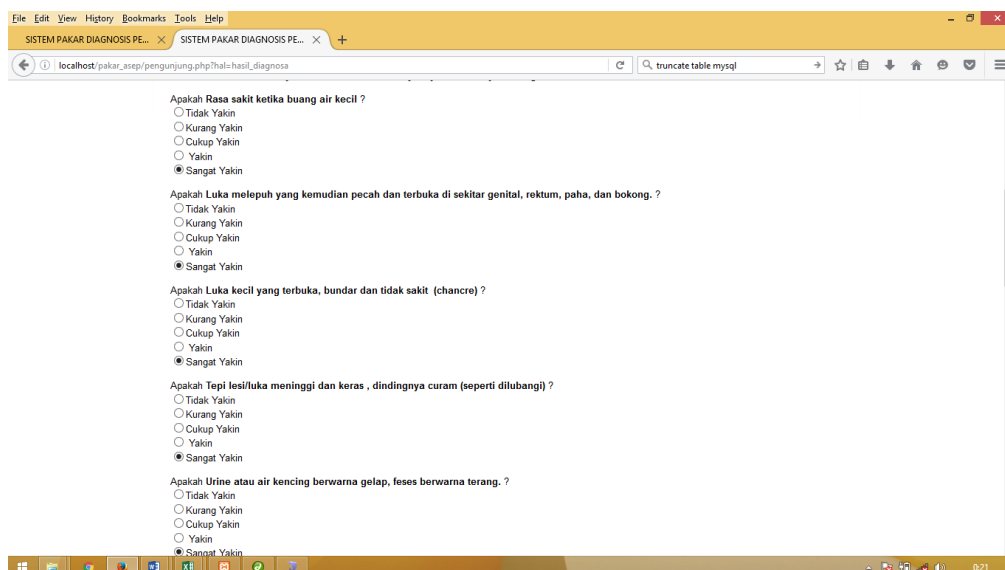 File Edit View History Bookmarks Tools Help
SISTEM PAKAR DIAGNOSIS PE... × SISTEM PAKAR DIAGNOSIS PE... × +
localhost/pakar_asep/pengunjung.php?hal=hasil_diagnosa truncate table mysql
Apakah Rasa sakit ketika buang air kecil ?
Tidak Yakin
Kurang Yakin
Cukup Yakin
Yakin
Sangat Yakin
Apakah Luka melepuh yang kemudian pecah dan terbuka di sekitar genital, rektum, paha, dan bokong. ?
Tidak Yakin
Kurang Yakin
Cukup Yakin
Yakin
Sangat Yakin
Apakah Luka kecil yang terbuka, bundar dan tidak sakit (chancre) ?
Tidak Yakin
Kurang Yakin
Cukup Yakin
Yakin
Sangat Yakin
Apakah Tepi lesi/luka meninggi dan keras , dindingnya curam (seperti dilubangi) ?
Tidak Yakin
Kurang Yakin
Cukup Yakin
Yakin
Sangat Yakin
Apakah Urine atau air kencing berwarna gelap, feses berwarna terang. ?
Tidak Yakin
Kurang Yakin
Cukup Yakin
Yakin
Sangat Yakin
0:21